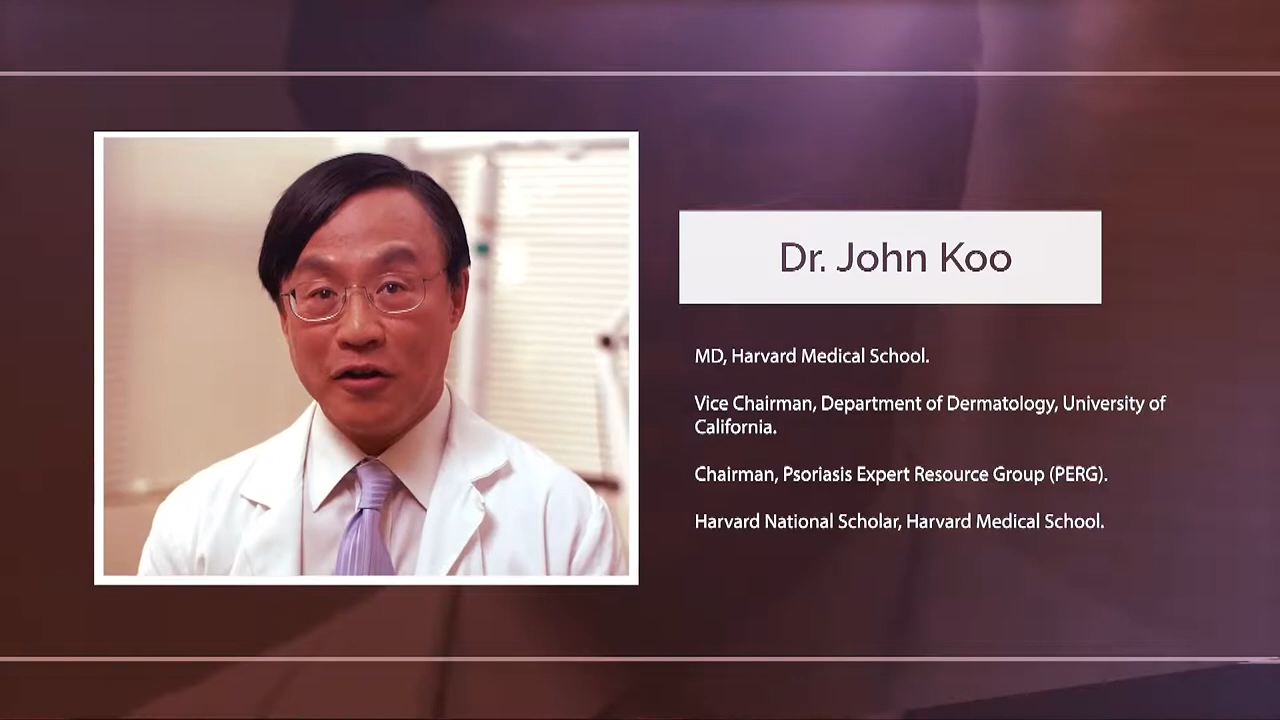 Dr. John Koo
MD, Harvard Medical School.
Vice Chairman, Department of Dermatology, University of
California.
Chairman, Psoriasis Expert Resource Group (PERG).
Harvard National Scholar, Harvard Medical School.